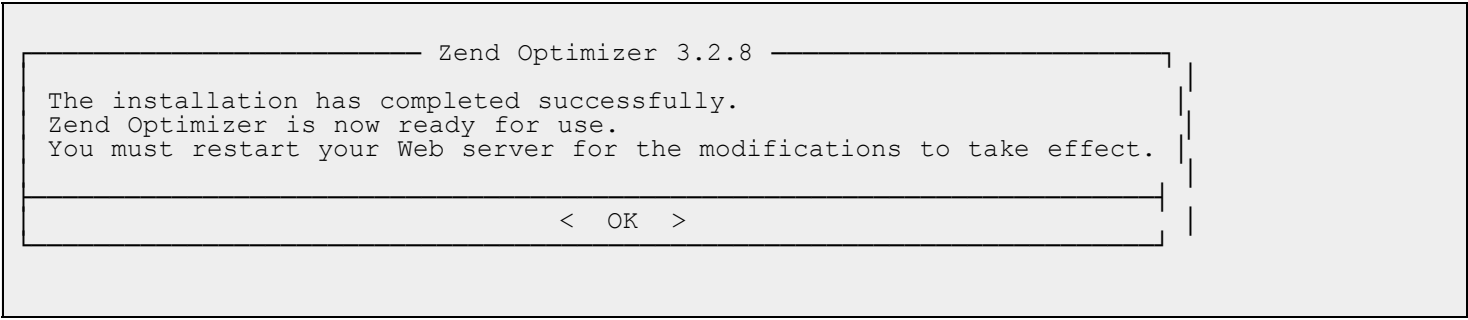 Zend Optimizer 3.2.8
The installation has completed successfully.
Zend Optimizer is now ready for use.
You must restart your Web server for the modifications to take effect.
< OK >